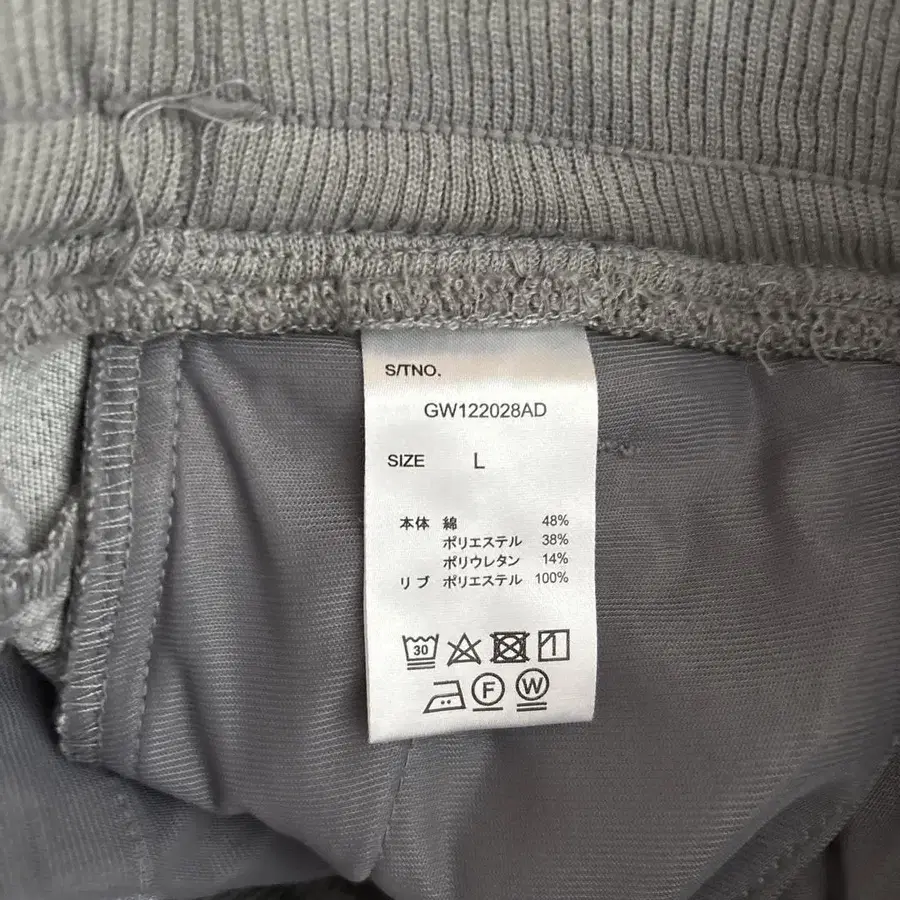 S/TNO.
GW122028AD
SIZE L
本体 綿 48%
ポリエステル 38%
ポリウレタン 14%
リブ ポリエステル 100%
30
F W